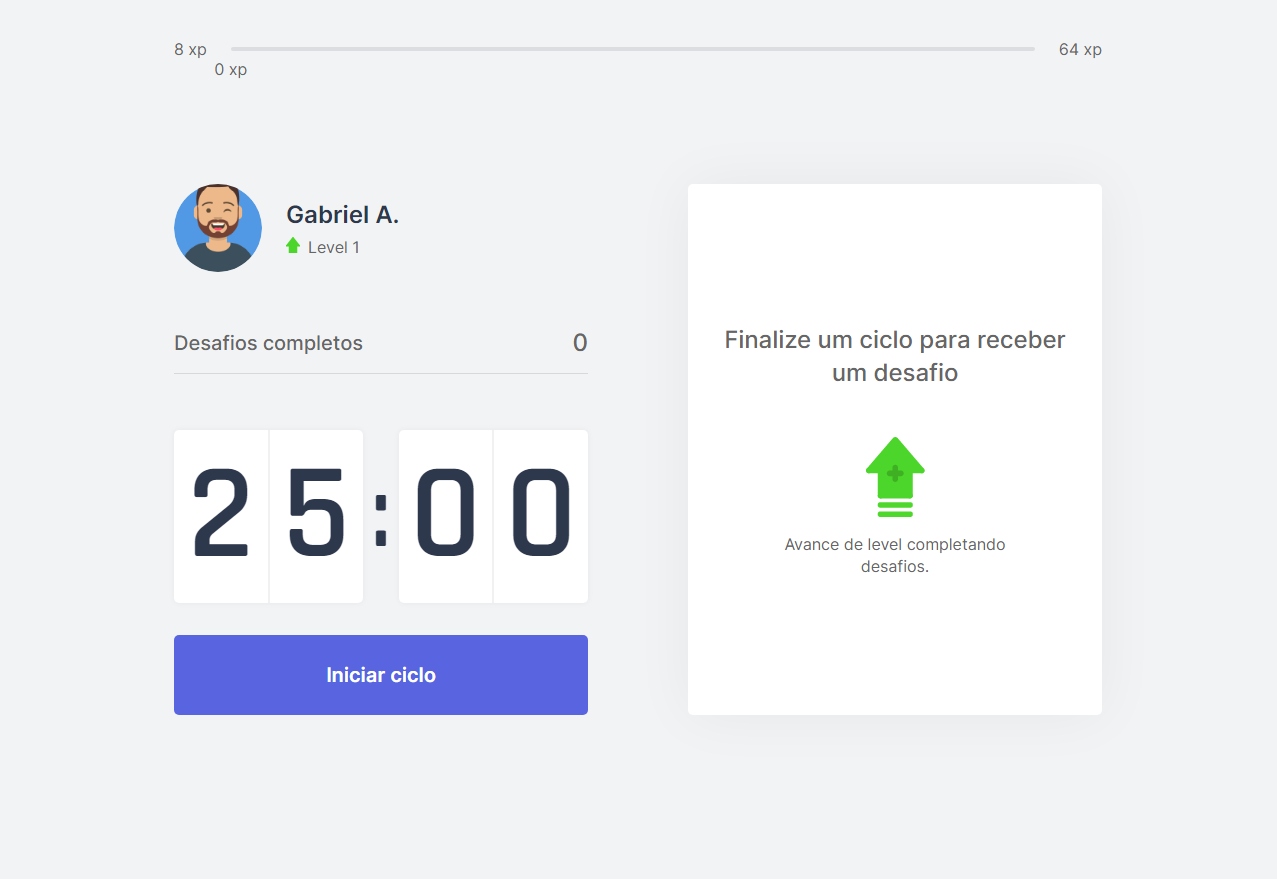 8 xp
64 xp
0 xp
Gabriel A.
Level 1
Desafios completos
0
25:00
Iniciar ciclo
Finalize um ciclo para receber
um desafio
Avance de level completando
desafios.